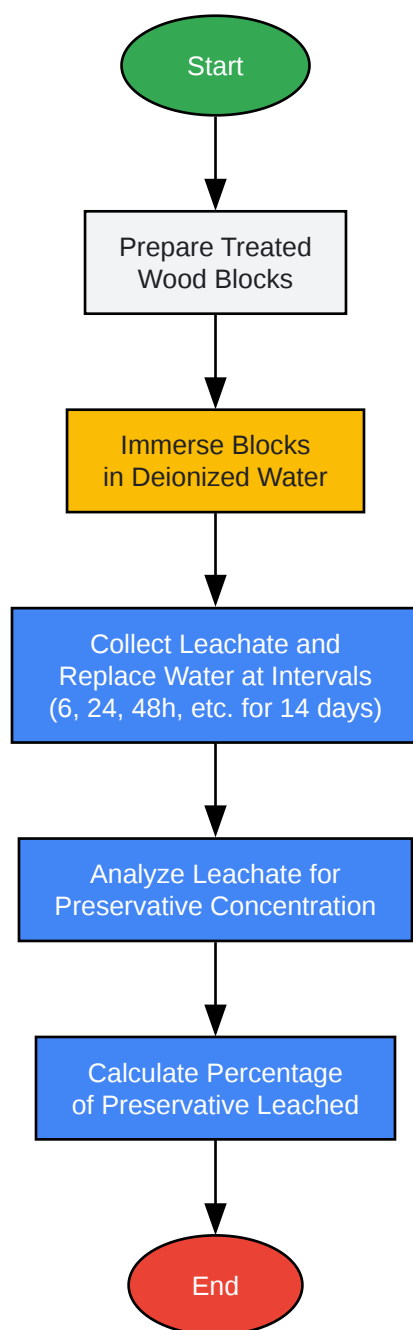 Start
Prepare Treated
Wood Blocks
Immerse Blocks
in Deionized Water
Collect Leachate and
Replace Water at Intervals
(6, 24, 48h, etc. for 14 days)
Analyze Leachate for
Preservative Concentration
Calculate Percentage
of Preservative Leached
End